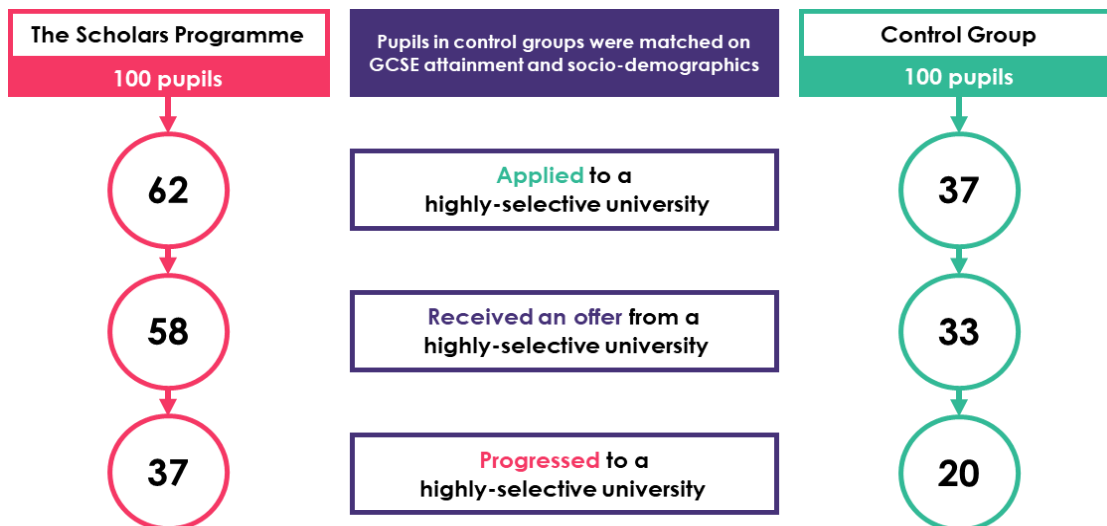 The Scholars Programme
100 pupils
Pupils in control groups were matched on
GCSE attainment and socio-demographics
Control Group
100 pupils
62
Applied to a
highly-selective university
37
58
Received an offer from a
highly-selective university
33
37
Progressed to a
highly-selective university
20